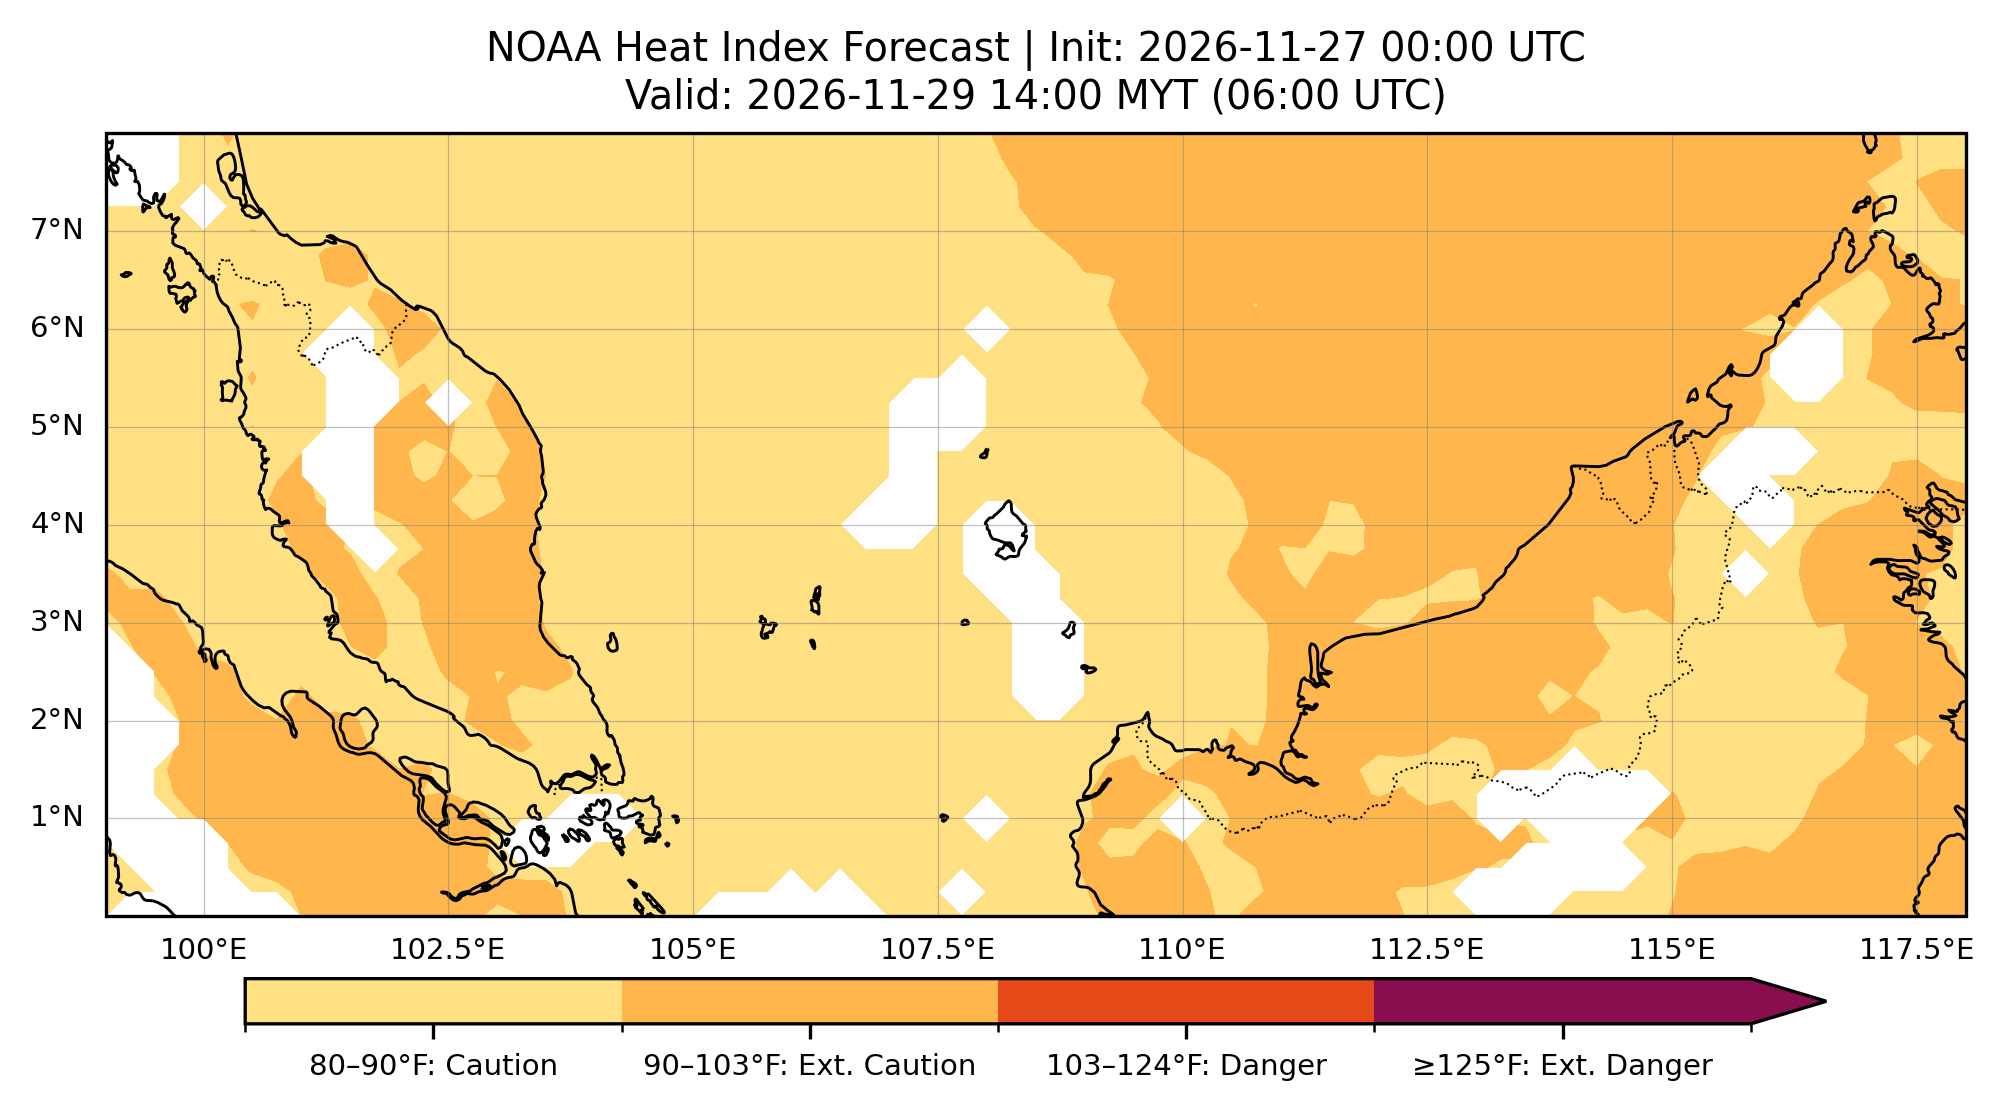 NOAA Heat Index Forecast | Init: 2026-11-27 00:00 UTC
Valid: 2026-11-29 14:00 MYT (06:00 UTC)
7°N
6°N
5°N
4°N
3°N
2°N
1°N
100°E 102.5°E 105°E 107.5°E 110°E 112.5°E 115°E 117.5°E
80–90°F: Caution 90–103°F: Ext. Caution 103–124°F: Danger ≥125°F: Ext. Danger